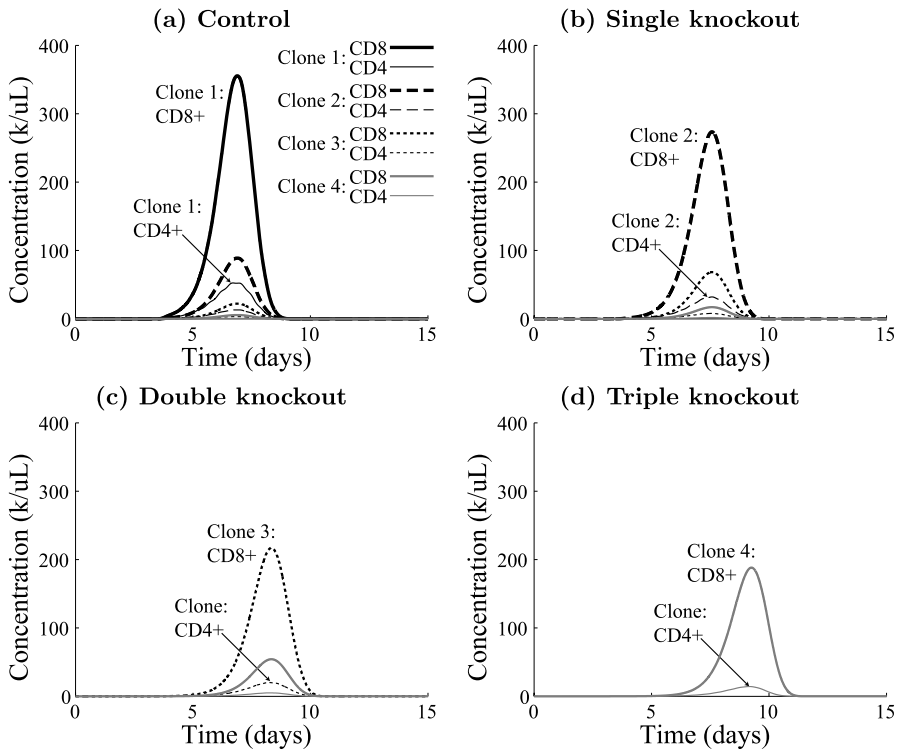 (a) Control
Concentration (k/uL)
400
300
200
100
0
0 5 10 15
Time (days)
Clone 1:
CD8+
Clone 1:
CD4+
Clone 1: CD8
CD4
Clone 2: CD8
CD4
Clone 3: CD8
CD4
Clone 4: CD8
CD4
(b) Single knockout
Concentration (k/uL)
400
300
200
100
0
0 5 10 15
Time (days)
Clone 2:
CD8+
Clone 2:
CD4+
(c) Double knockout
Concentration (k/uL)
400
300
200
100
0
0 5 10 15
Time (days)
Clone 3:
CD8+
Clone:
CD4+
(d) Triple knockout
Concentration (k/uL)
400
300
200
100
0
0 5 10 15
Time (days)
Clone 4:
CD8+
Clone:
CD4+